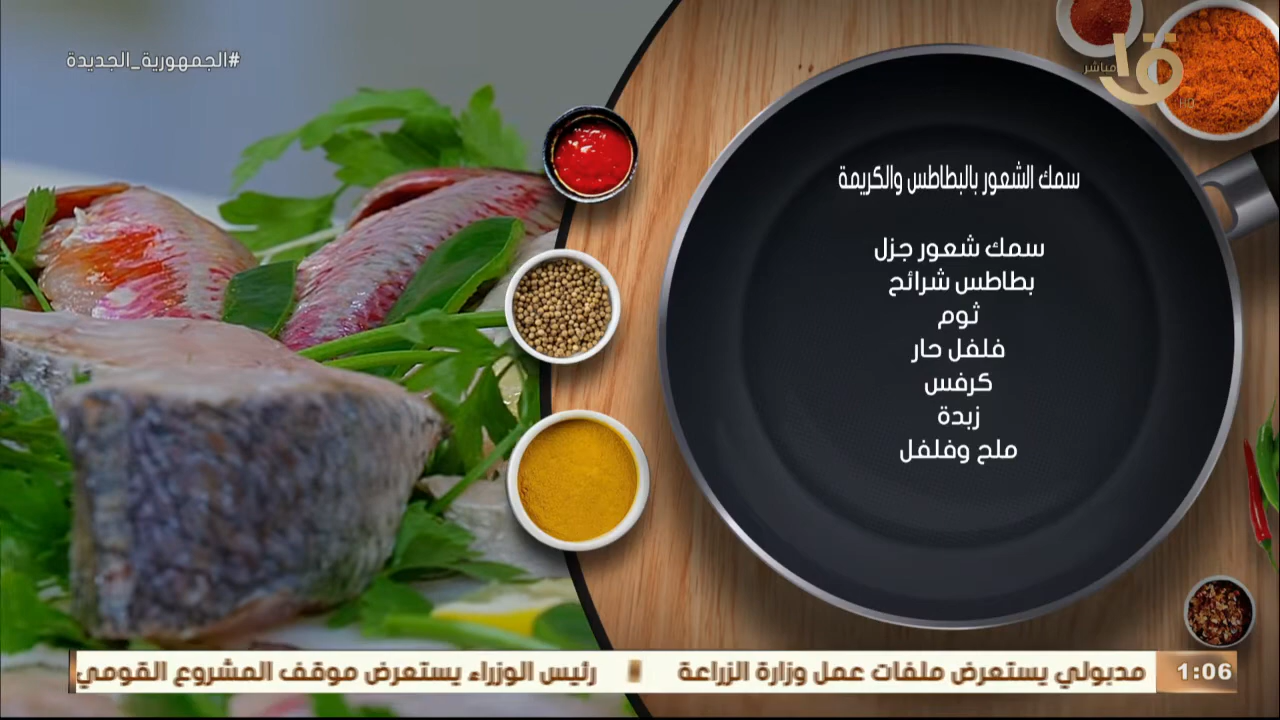 #الجمهورية_الجديدة
مباشر
HD
سمك الشعور بالبطاطس والكريمة
سمك شعور جزل
بطاطس شرائح
ثوم
فلفل حار
كرفس
زبدة
ملح وفلفل
1:06
مدبولي يستعرض ملفات عمل وزارة الزراعة
رئيس الوزراء يستعرض موقف المشروع القومي